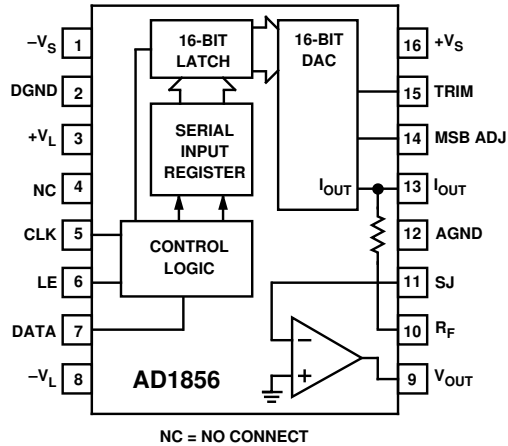 –VS 1
DGND 2
+VL 3
NC 4
CLK 5
LE 6
DATA 7
–VL 8
16-BIT
LATCH
SERIAL
INPUT
REGISTER
CONTROL
LOGIC
16-BIT
DAC
IOUT
16 +VS
15 TRIM
14 MSB ADJ
13 IOUT
12 AGND
11 SJ
10 RF
9 VOUT
–
+
AD1856
NC = NO CONNECT